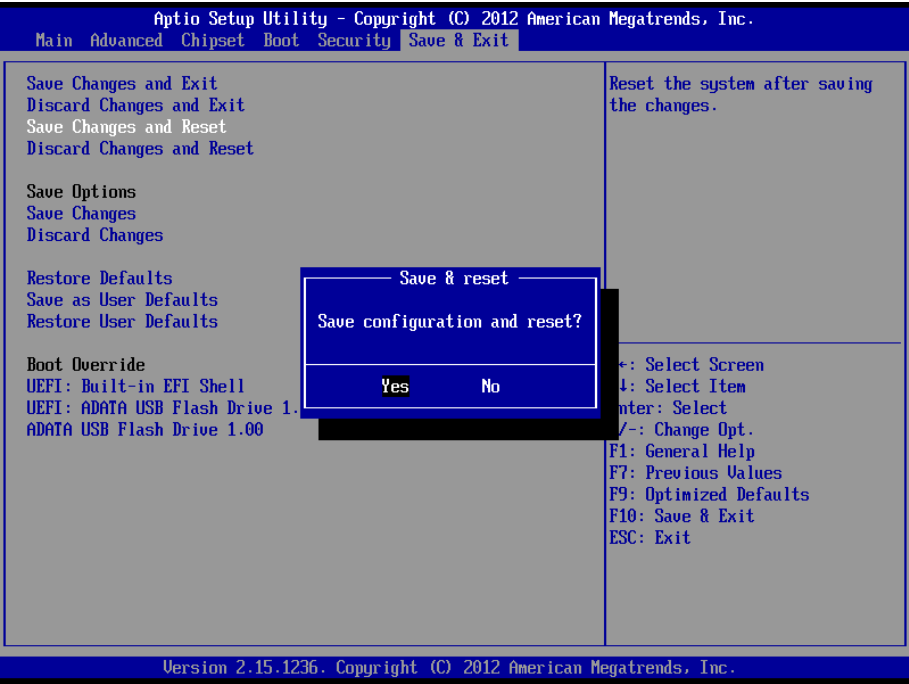 Aptio Setup Utility - Copyright (C) 2012 American Megatrends, Inc.
Main Advanced Chipset Boot Security Save & Exit
Save Changes and Exit
Discard Changes and Exit
Save Changes and Reset
Discard Changes and Reset
Save Options
Save Changes
Discard Changes
Restore Defaults
Save as User Defaults
Restore User Defaults
Boot Override
UEFI: Built-in EFI Shell
UEFI: ADATA USB Flash Drive 1.
ADATA USB Flash Drive 1.00
Save & reset
Save configuration and reset?
Yes No
Reset the system after saving
the changes.
←: Select Screen
↓: Select Item
nter: Select
/-: Change Opt.
F1: General Help
F7: Previous Values
F9: Optimized Defaults
F10: Save & Exit
ESC: Exit
Version 2.15.1236. Copyright (C) 2012 American Megatrends, Inc.